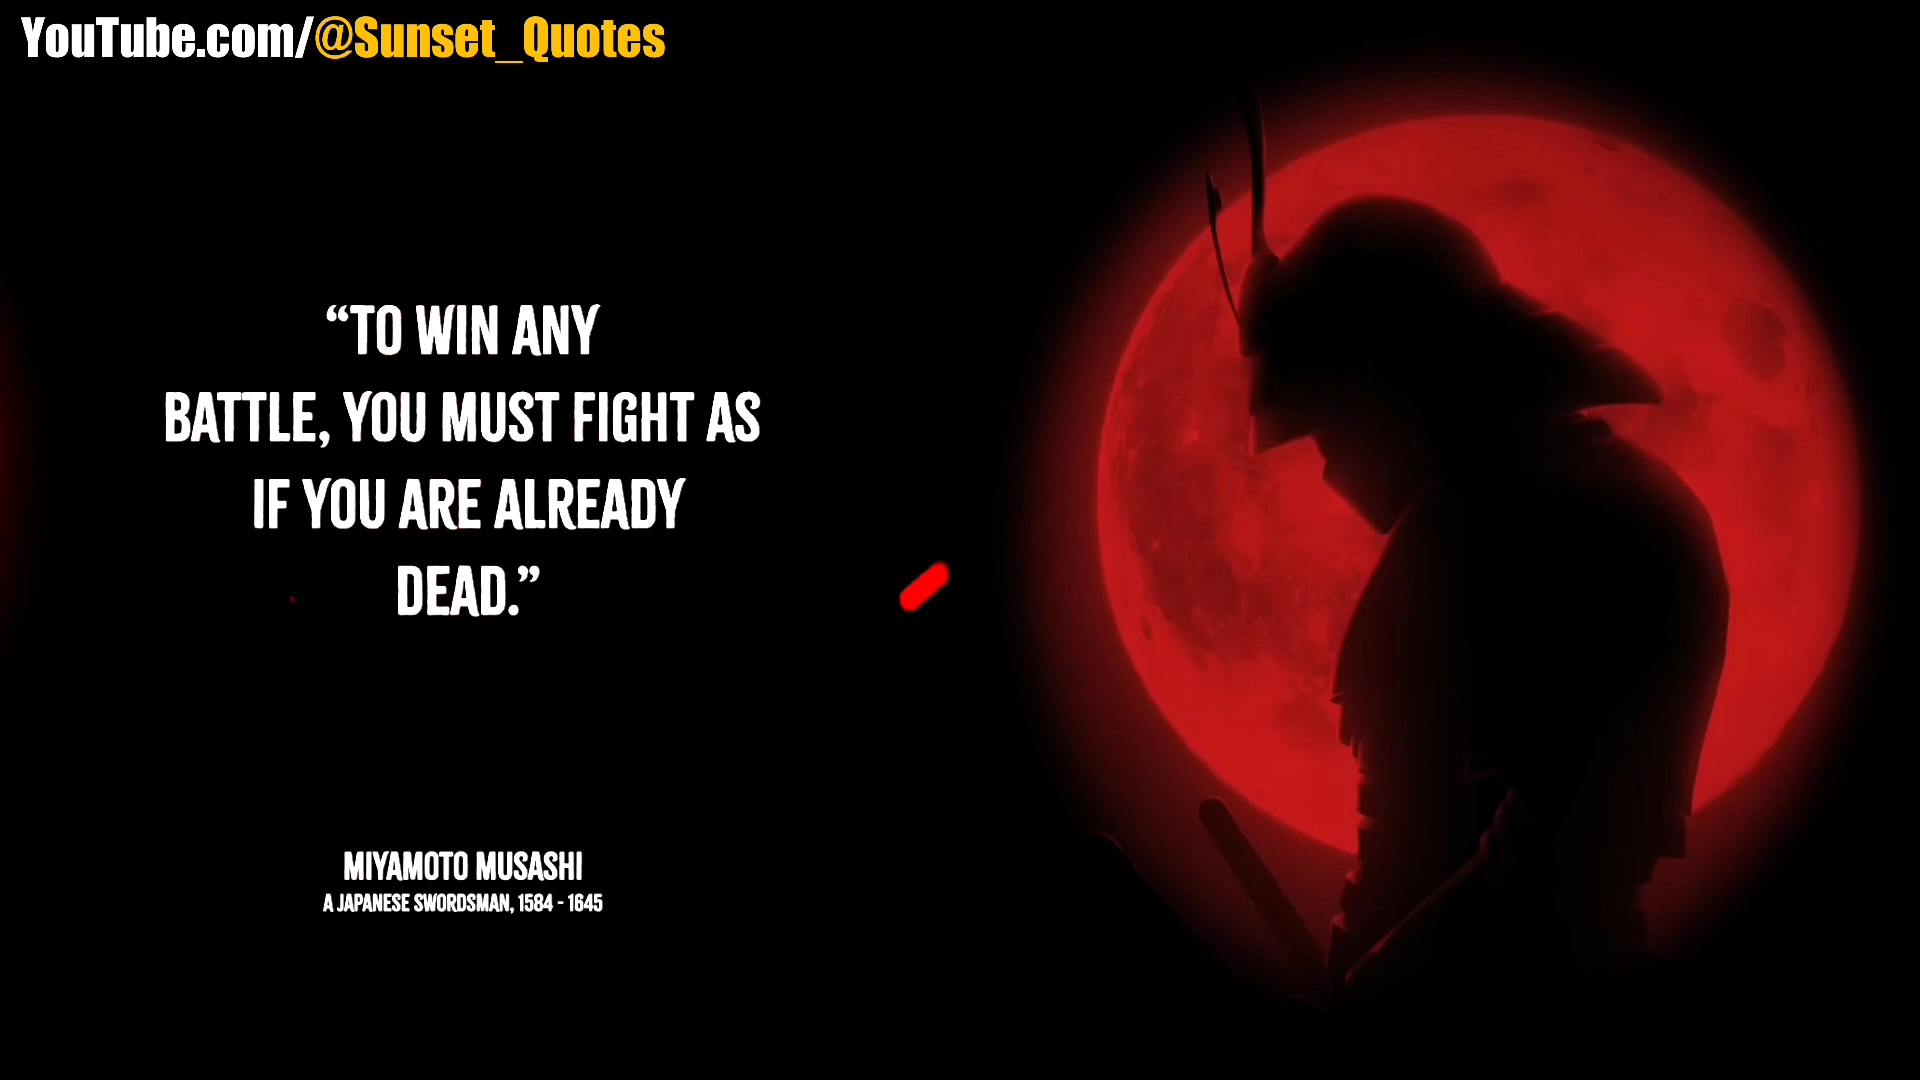 YouTube.com/@Sunset_Quotes
“TO WIN ANY
BATTLE, YOU MUST FIGHT AS
IF YOU ARE ALREADY
DEAD.”
MIYAMOTO MUSASHI
A JAPANESE SWORDSMAN, 1584 - 1645